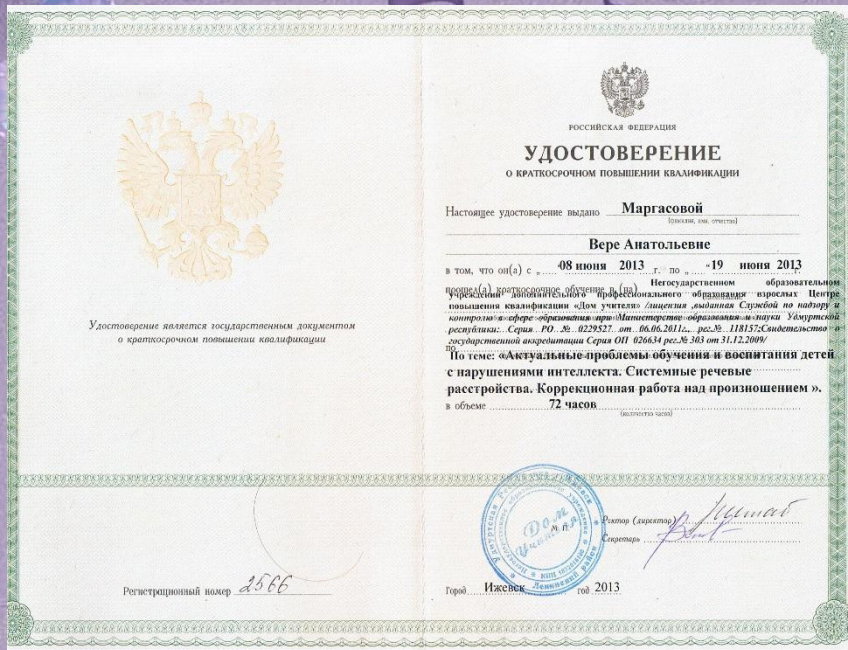 Удостоверение является государственным документом
о краткосрочном повышении квалификации
Регистрационный номер 2566
РОССИЙСКАЯ ФЕДЕРАЦИЯ
УДОСТОВЕРЕНИЕ
О КРАТКОСРОЧНОМ ПОВЫШЕНИИ КВАЛИФИКАЦИИ
Настоящее удостоверение выдано Маргасовой
(фамилия, имя, отчество)
Вере Анатольевне
в том, что он(а) с „ 08 июня 2013 г. по „ "19 июня 2013 г.
прошел(а) краткосрочное обучение в (на) Негосударственном образовательном
учреждении дополнительного профессионального образования взрослых Центре
повышения квалификации «Дом учителя» /лицензия выданная Службой по надзору и
контролю в сфере образования при Министерстве образования и науки Удмуртской
республики: Серия РО № 0229527 от 06.06.2011г., рег.№ 118157;Свидетельство о
государственной аккредитации Серия ОП 026634 рег.№ 303 от 31.12.2009/
по
По теме: «Актуальные проблемы обучения и воспитания детей
с нарушениями интеллекта. Системные речевые
расстройства. Коррекционная работа над произношением ».
в объеме 72 часов
(количество часов)
Дом
Учителя
М. П.
Ректор (директор)
Секретарь
Город Ижевск год 2013